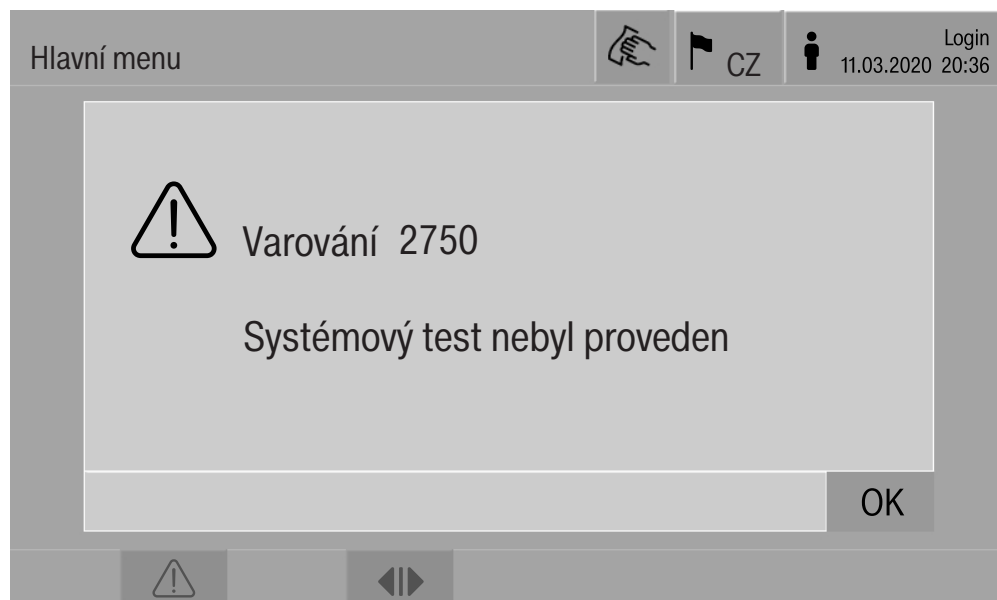 Hlavní menu
CZ
Login
11.03.2020 20:36
Varování 2750
Systémový test nebyl proveden
OK